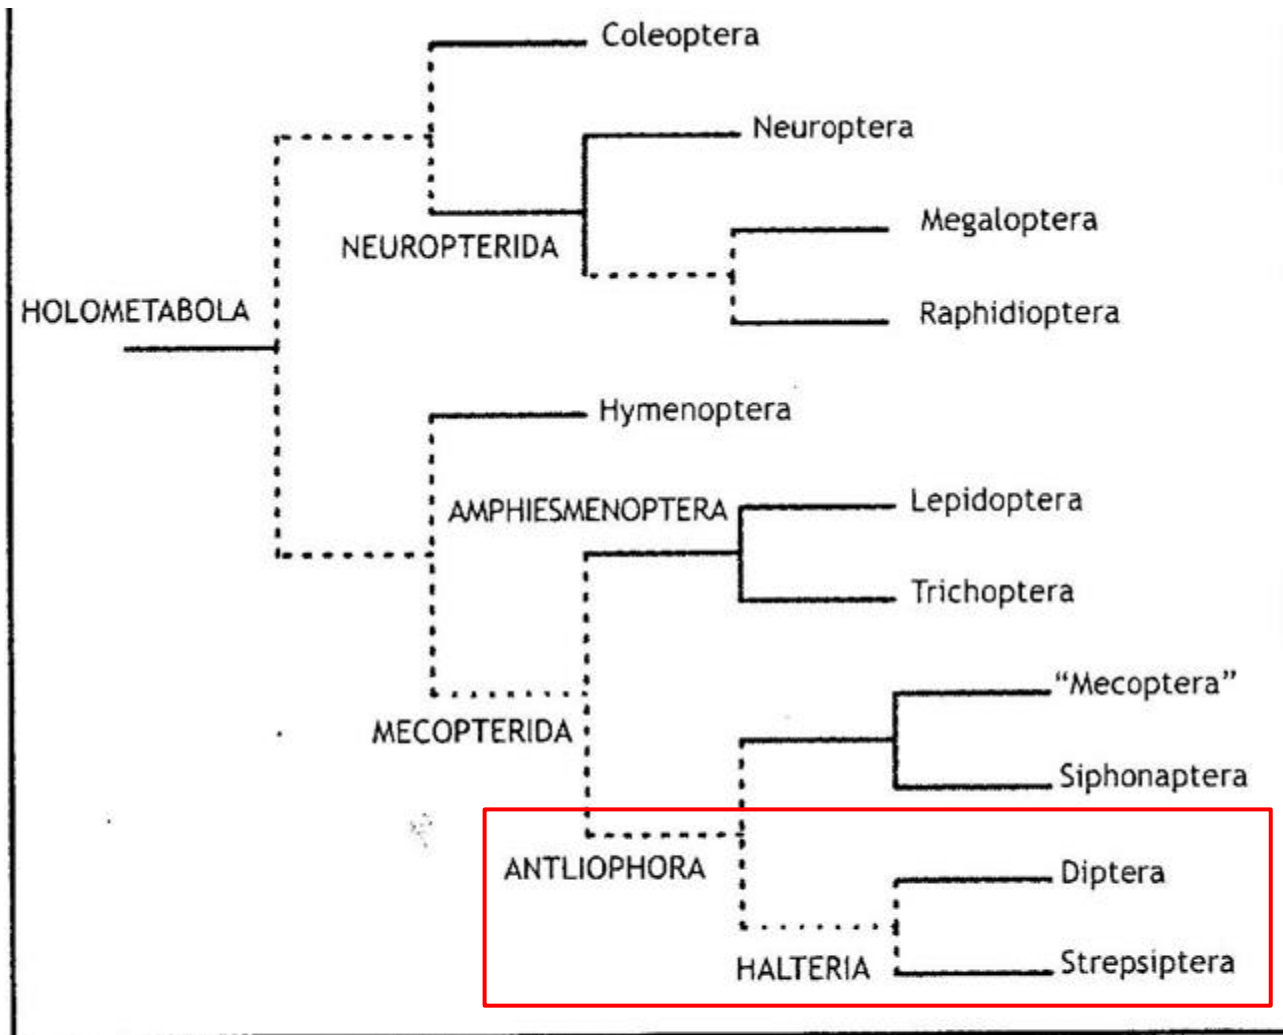 Coleoptera
Neuroptera
Megaloptera
NEUROPTERIDA
HOLOMETABOLA
Raphidioptera
Hymenoptera
AMPHIESMENOPTERA
Lepidoptera
Trichoptera
“Mecoptera”
MECOPTERIDA
Siphonaptera
ANTLIOPHORA
Diptera
HALTERIA
Strepsiptera